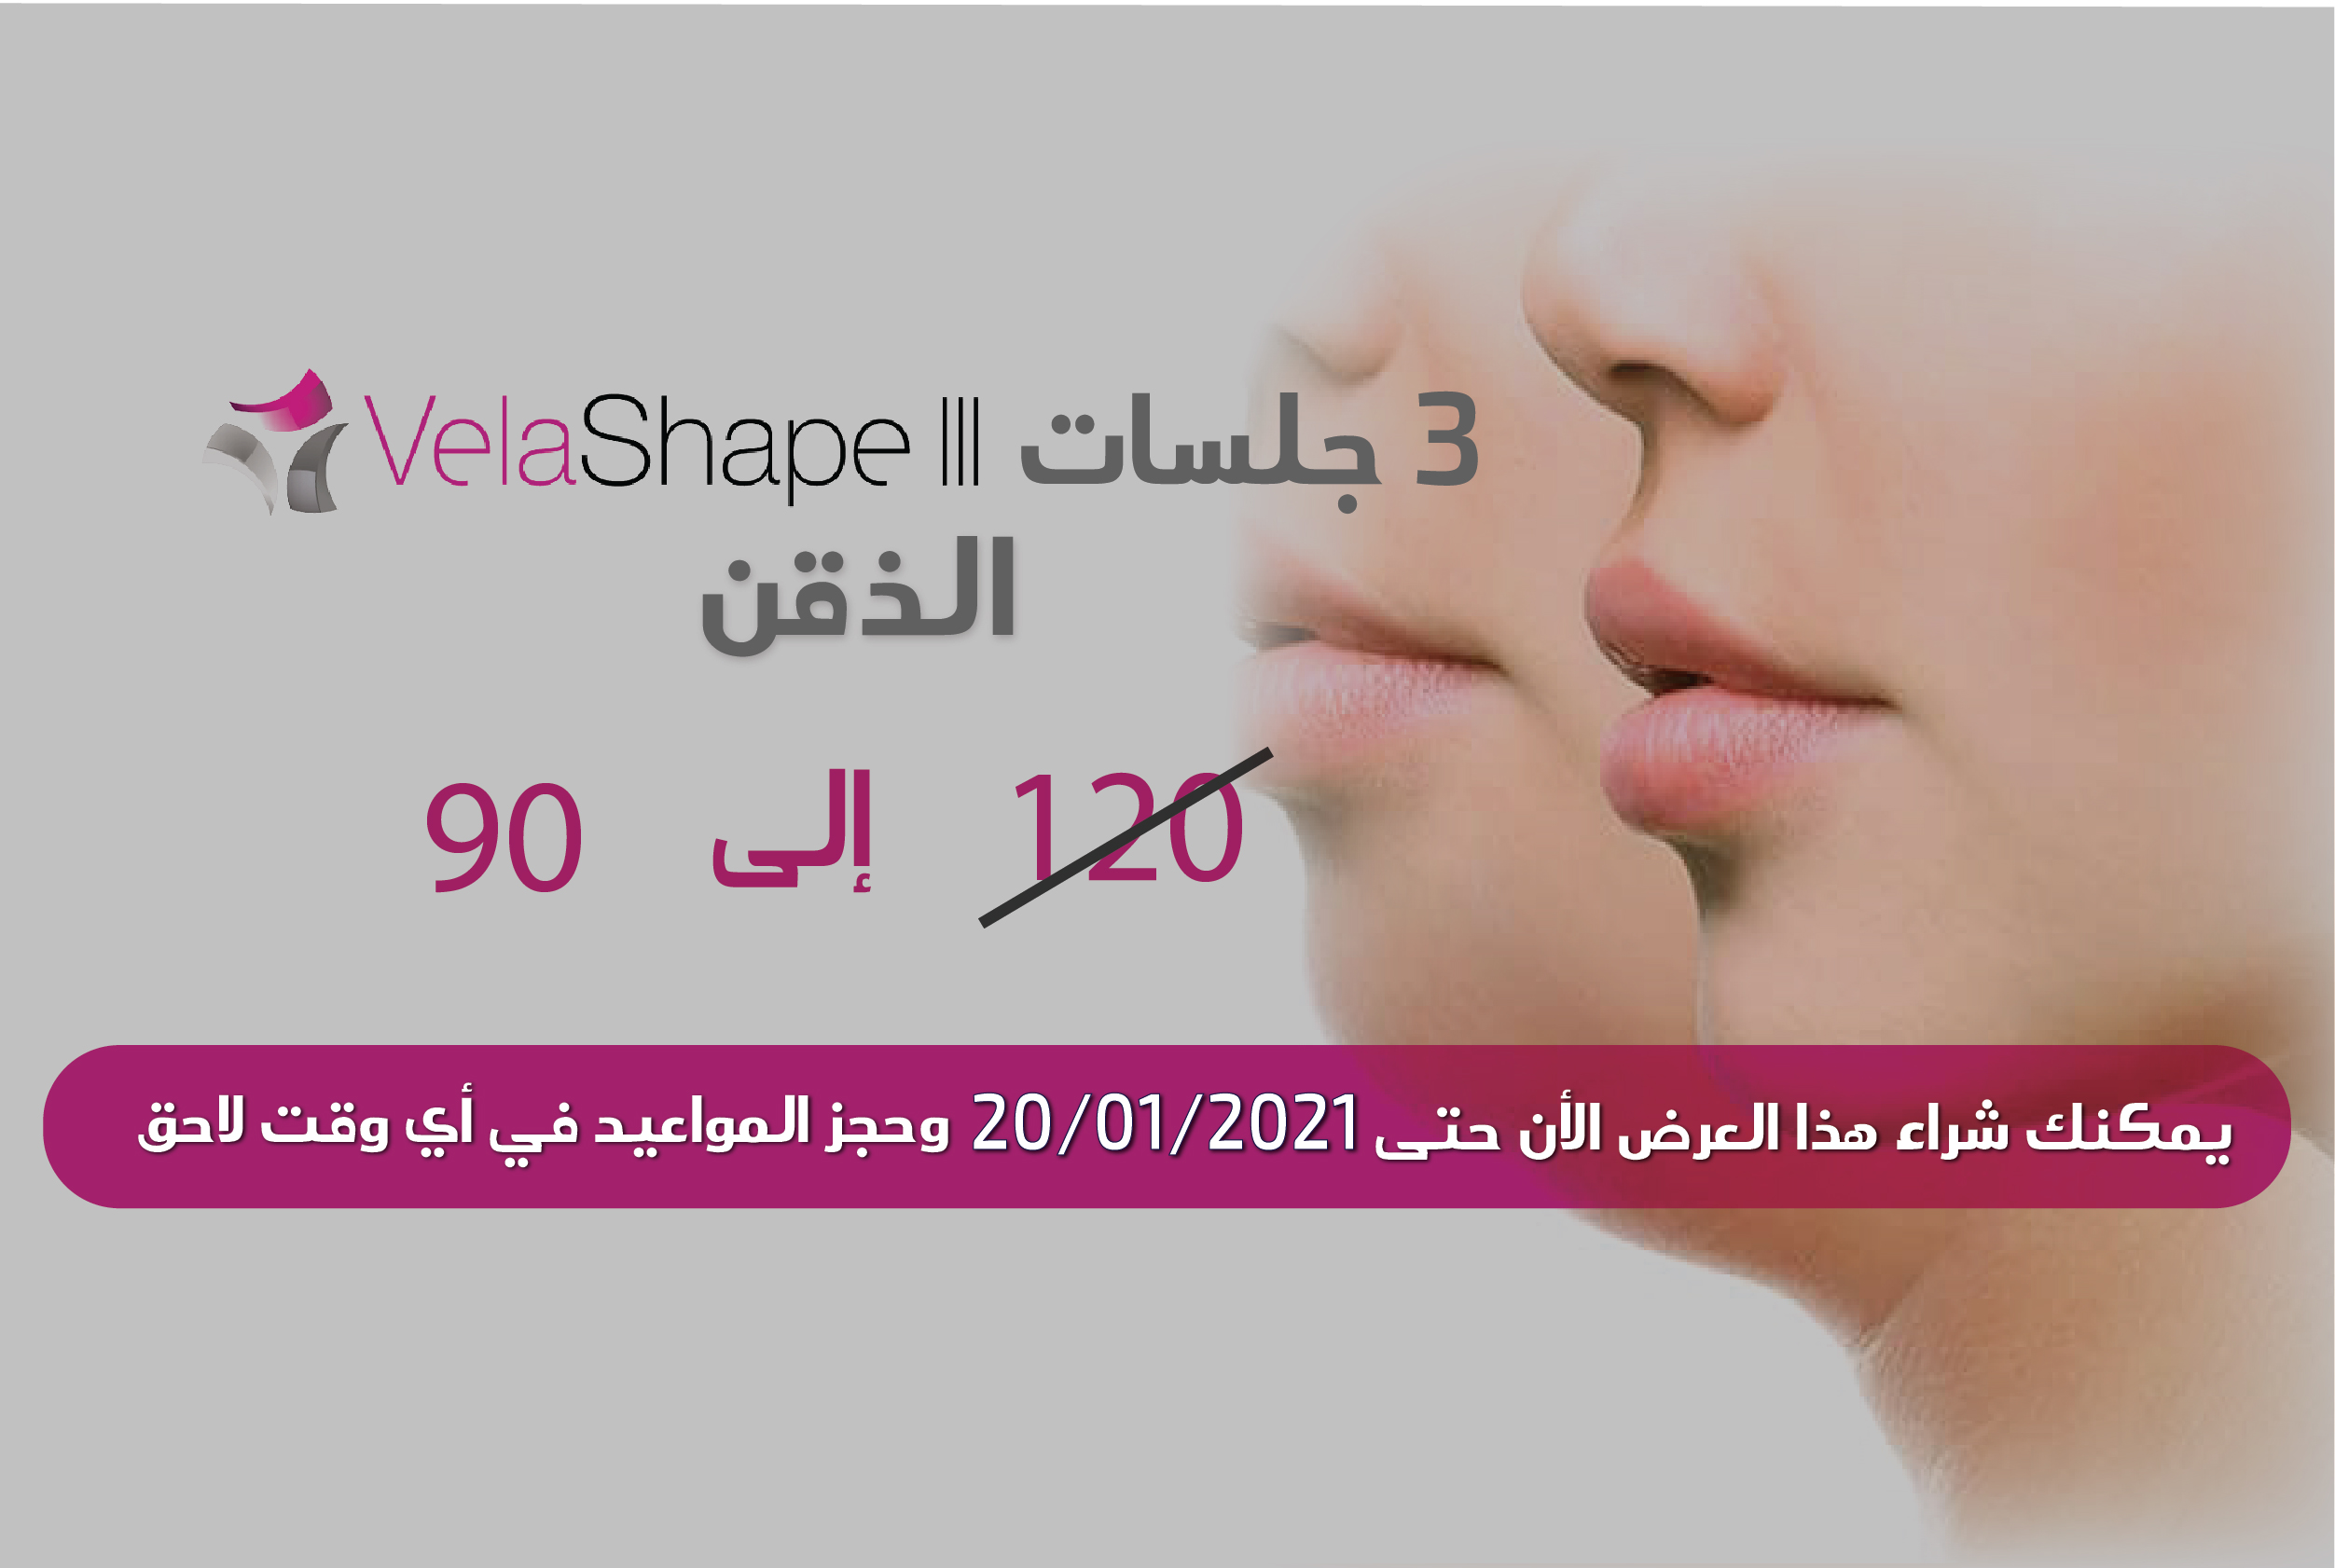 3 جلسات VelaShape III
الذقن
120 إلى 90
يمكنك شراء هذا العرض الأن حتى 20/01/2021 وحجز المواعيد في أي وقت لاحق